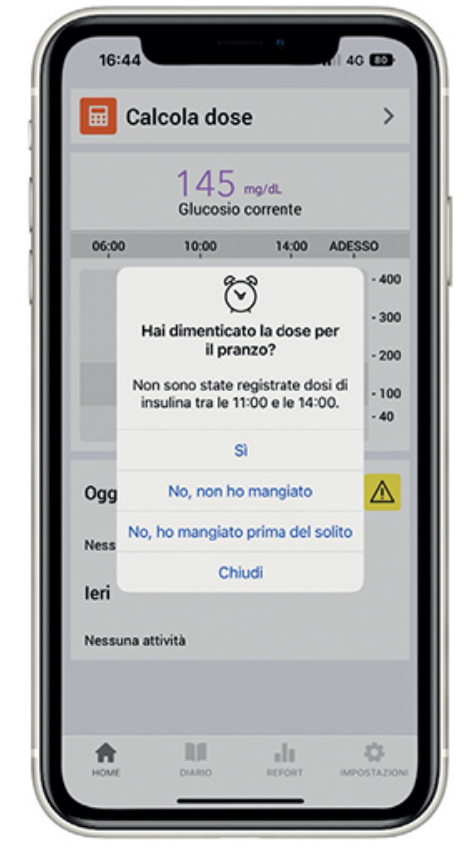 16:44
4G 80
Calcola dose
145 mg/dL
Glucosio corrente
06:00 10:00 14:00 ADESSO
- 400
- 300
- 200
- 100
- 40
Hai dimenticato la dose per
il pranzo?
Non sono state registrate dosi di
insulina tra le 11:00 e le 14:00.
Sì
No, non ho mangiato
No, ho mangiato prima del solito
Chiudi
Ogg
Ness
Ieri
Nessuna attività
HOME DIARIO REPORT IMPOSTAZIONI